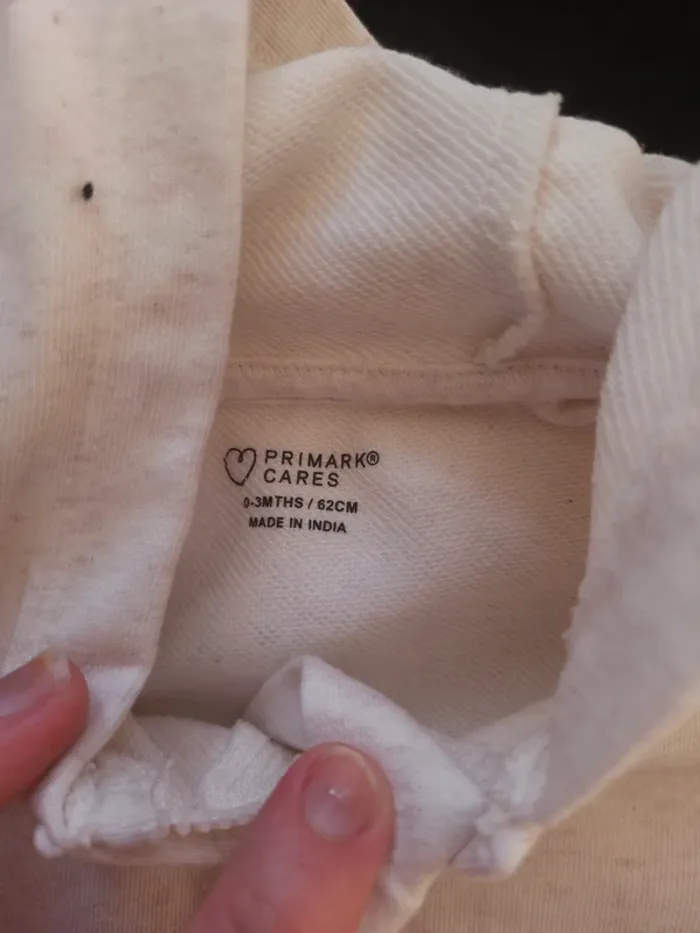 PRIMARK®
CARES
0-3MTHS / 62CM
MADE IN INDIA